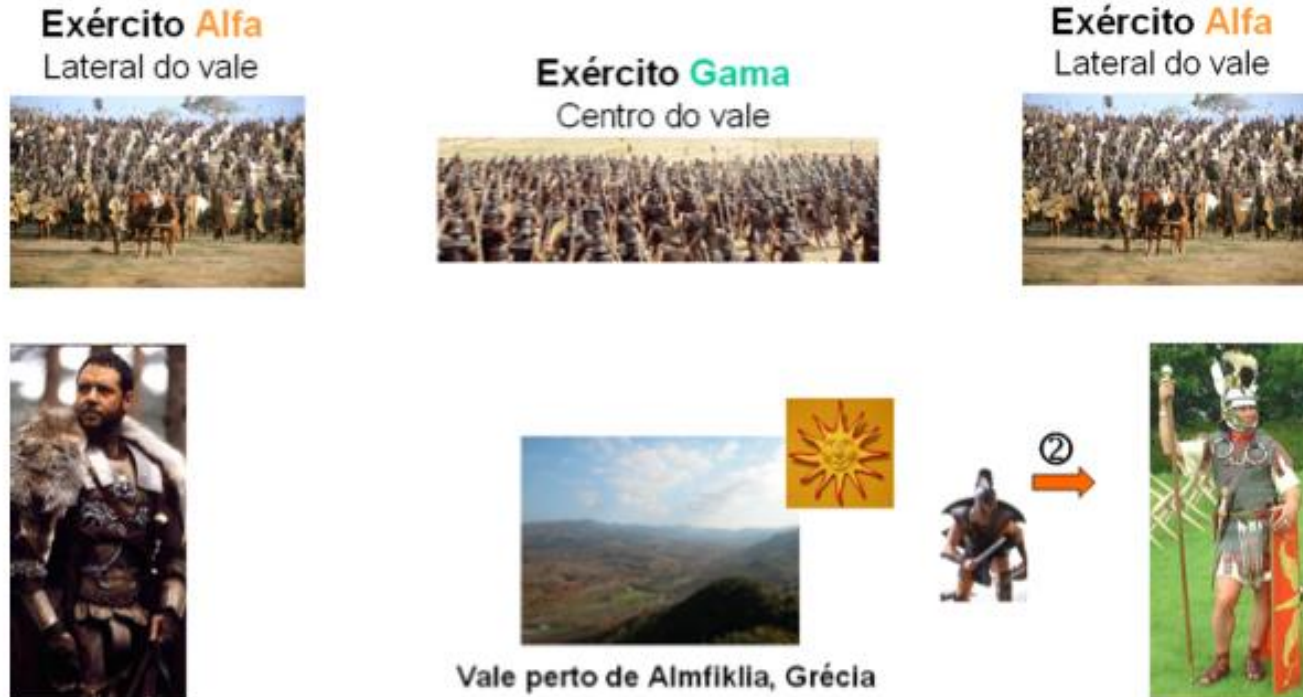 Exército Alfa
Lateral do vale
Exército Gama
Centro do vale
Exército Alfa
Lateral do vale
②
Vale perto de Almfiklia, Grécia